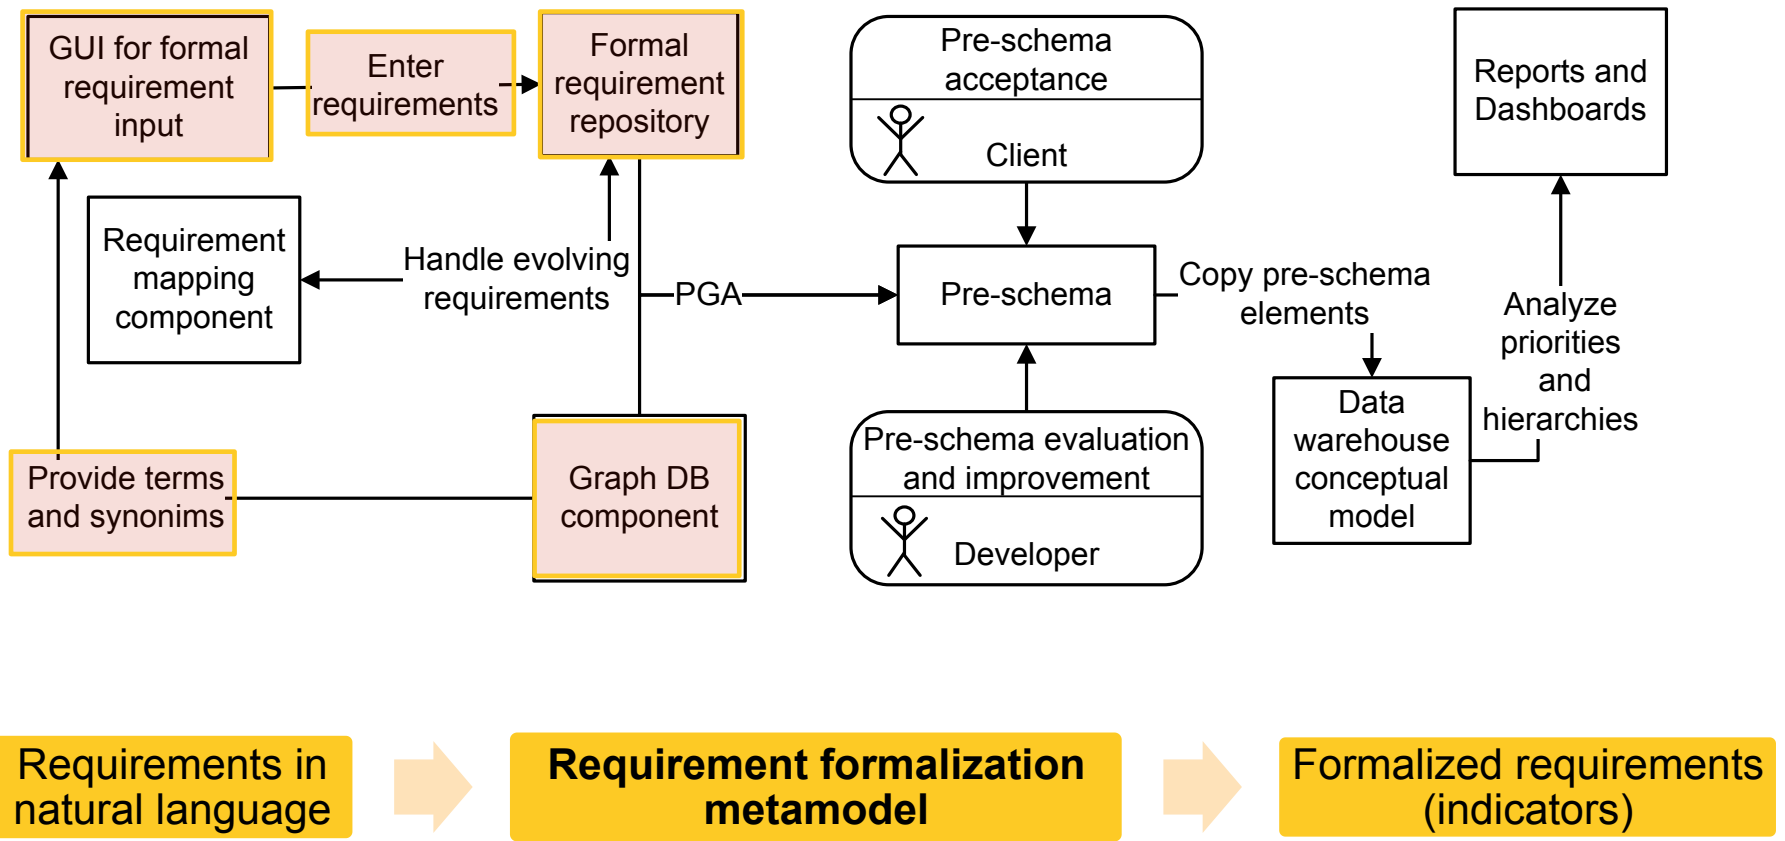 GUI for formal
requirement
input
Enter
requirements
Formal
requirement
repository
Pre-schema
acceptance
Client
Reports and
Dashboards
Requirement
mapping
component
Handle evolving
requirements
PGA
Pre-schema
Copy pre-schema
elements
Analyze
priorities
and
hierarchies
Provide terms
and synonims
Graph DB
component
Pre-schema evaluation
and improvement
Developer
Data
warehouse
conceptual
model
Requirements in
natural language
Requirement formalization
metamodel
Formalized requirements
(indicators)